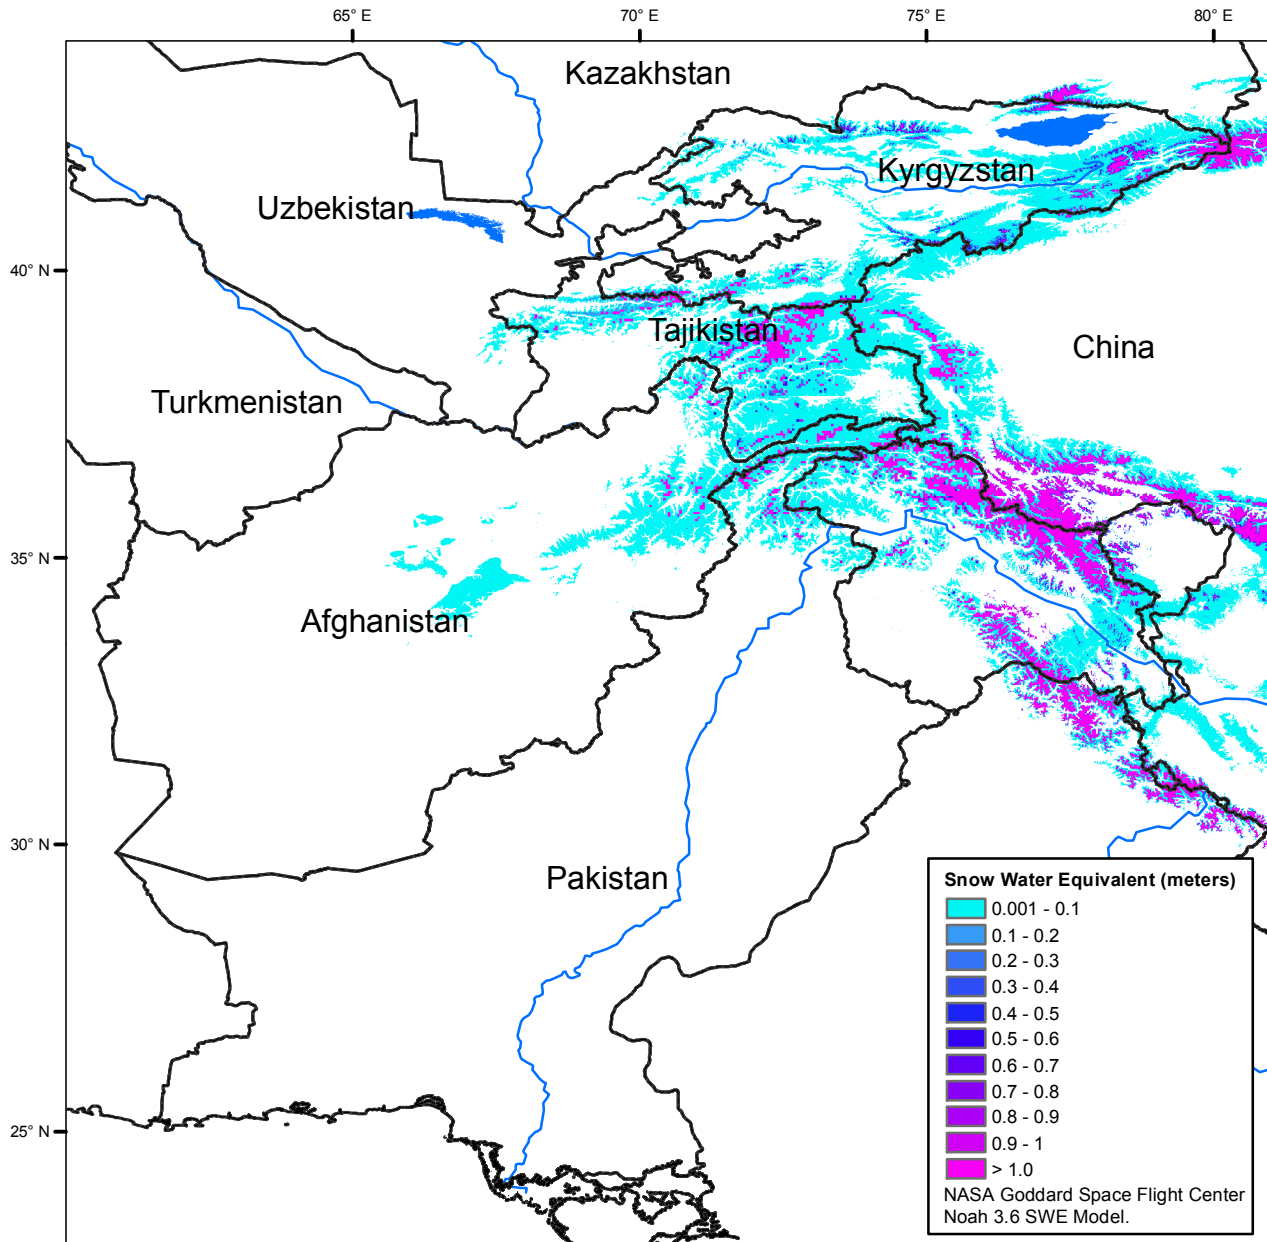 65° E
70° E
75° E
80° E
Kazakhstan
Kyrgyzstan
Uzbekistan
40° N
Tajikistan
China
Turkmenistan
35° N
Afghanistan
30° N
Pakistan
25° N
Snow Water Equivalent (meters)
0.001 - 0.1
0.1 - 0.2
0.2 - 0.3
0.3 - 0.4
0.4 - 0.5
0.5 - 0.6
0.6 - 0.7
0.7 - 0.8
0.8 - 0.9
0.9 - 1
> 1.0
NASA Goddard Space Flight Center
Noah 3.6 SWE Model.